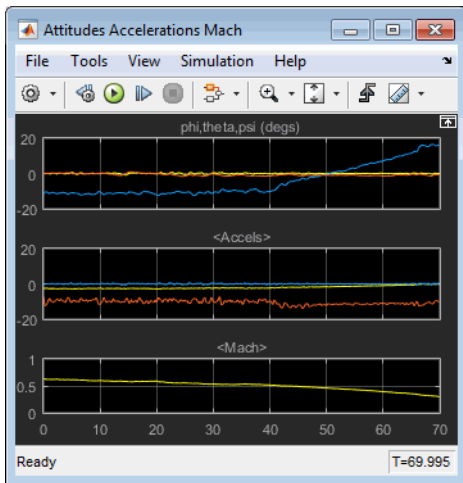 Attitudes Accelerations Mach
File Tools View Simulation Help
phi,theta,psi (degs)
20
0
-20
<Accels>
20
0
-20
<Mach>
1
0.5
0
0 10 20 30 40 50 60 70
Ready T=69.995